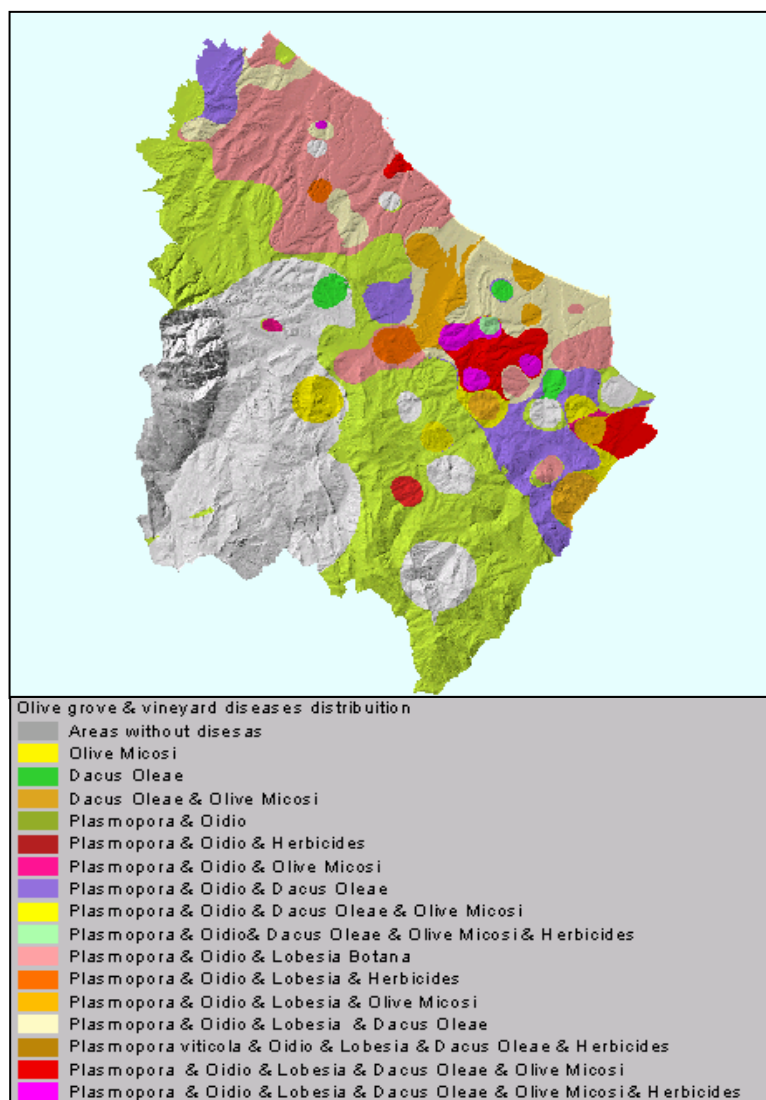 Olive grove & vineyard diseases distribuition
Areas without disesas
Olive Micosi
Dacus Oleae
Dacus Oleae & Olive Micosi
Plasmopora & Oidio
Plasmopora & Oidio & Herbicides
Plasmopora & Oidio & Olive Micosi
Plasmopora & Oidio & Dacus Oleae
Plasmopora & Oidio & Dacus Oleae & Olive Micosi
Plasmopora & Oidio& Dacus Oleae & Olive Micosi & Herbicides
Plasmopora & Oidio & Lobesia Botana
Plasmopora & Oidio & Lobesia & Herbicides
Plasmopora & Oidio & Lobesia & Olive Micosi
Plasmopora & Oidio & Lobesia & Dacus Oleae
Plasmopora viticola & Oidio & Lobesia & Dacus Oleae & Herbicides
Plasmopora & Oidio & Lobesia & Dacus Oleae & Olive Micosi
Plasmopora & Oidio & Lobesia & Dacus Oleae & Olive Micosi & Herbicides